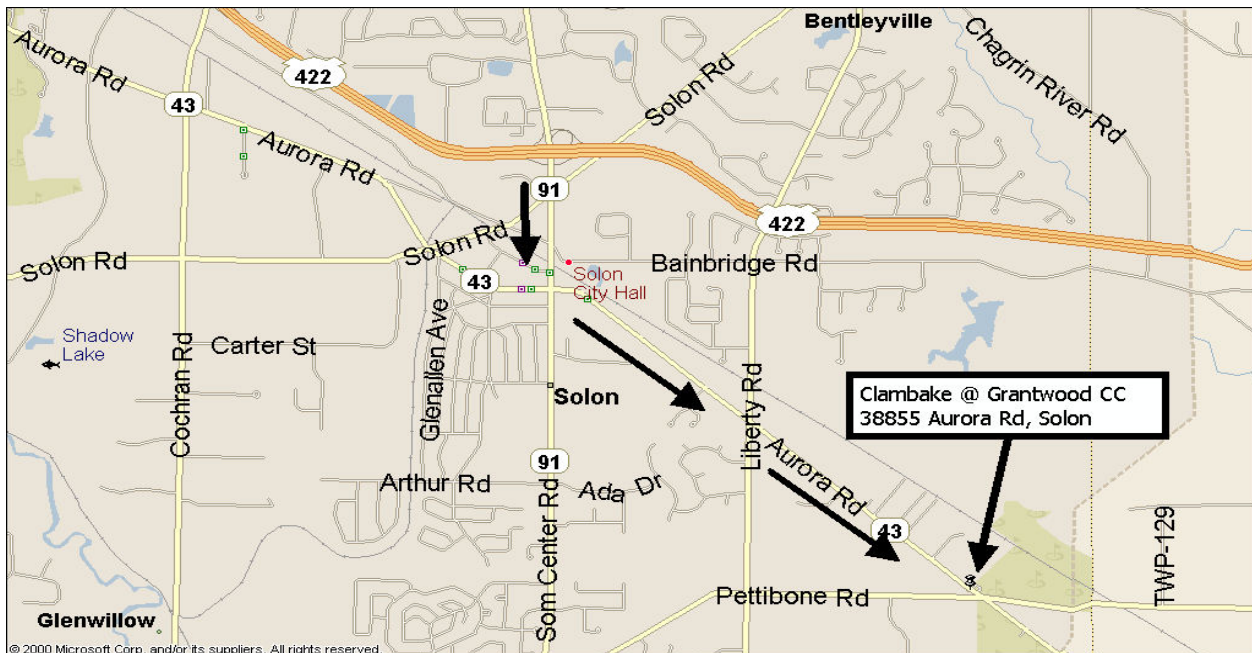 Bentleyville
Aurora Rd
422
Solon Rd
Chagrin River Rd
43
Aurora Rd
91
422
Solon Rd
Solon Rd
Bainbridge Rd
Solon
City Hall
43
Shadow
Lake
Carter St
Glenallen Ave
Cochran Rd
Solon
Liberty Rd
Clambake @ Grantwood CC
38855 Aurora Rd, Solon
91
Arthur Rd
Ada Dr
Aurora Rd
43
Som Center Rd
TWP-129
Pettibone Rd
Glenwillow
© 2000 Microsoft Corp. and/or its suppliers. All rights reserved.